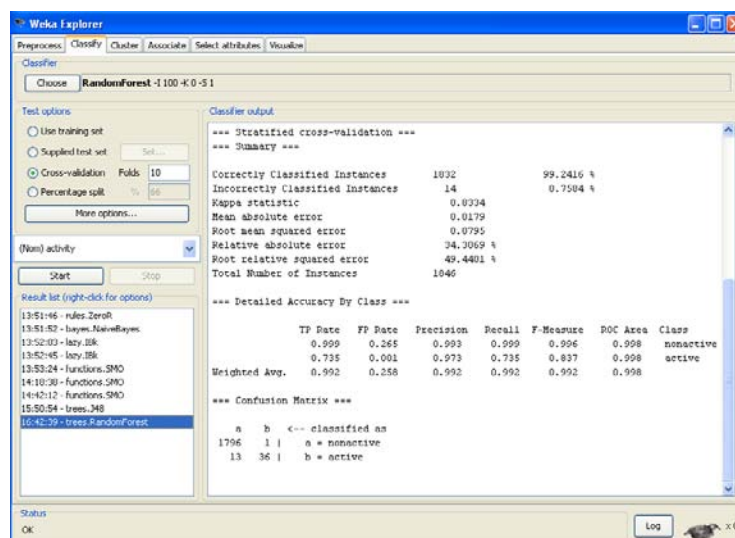 Weka Explorer
Preprocess Classify Cluster Associate Select attributes Visualize
Classifier
Choose RandomForest -I 100 -K 0 -S 1
Test options
Use training set
Supplied test set Set...
Cross-validation Folds 10
Percentage split % 66
More options...
(Nom) activity
Start Stop
Result list (right-click for options)
13:51:46 - rules.ZeroR
13:51:52 - bayes.NaiveBayes
13:52:03 - lazy.IBk
13:52:45 - lazy.IBk
13:53:24 - functions.SMO
14:18:38 - functions.SMO
14:42:12 - functions.SMO
15:50:54 - trees.J48
16:42:39 - trees.RandomForest
Classifier output
=== Stratified cross-validation ===
=== Summary ===
Correctly Classified Instances 1832 99.2416 %
Incorrectly Classified Instances 14 0.7584 %
Kappa statistic 0.8334
Mean absolute error 0.0179
Root mean squared error 0.0795
Relative absolute error 34.3069 %
Root relative squared error 49.4401 %
Total Number of Instances 1846
=== Detailed Accuracy By Class ===
TP Rate FP Rate Precision Recall F-Measure ROC Area Class
0.999 0.265 0.993 0.999 0.996 0.998 nonactive
0.735 0.001 0.973 0.735 0.837 0.998 active
Weighted Avg. 0.992 0.258 0.992 0.992 0.992 0.998
=== Confusion Matrix ===
a b <-- classified as
1796 1 | a = nonactive
13 36 | b = active
Status
OK
Log